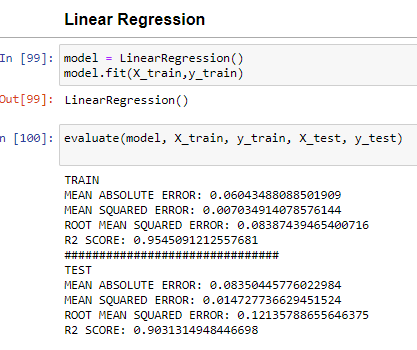 Linear Regression
In [99]: model = LinearRegression()
model.fit(X_train,y_train)
Out[99]: LinearRegression()
n [100]: evaluate(model, X_train, y_train, X_test, y_test)
TRAIN
MEAN ABSOLUTE ERROR: 0.06043488088501909
MEAN SQUARED ERROR: 0.007034914078576144
ROOT MEAN SQUARED ERROR: 0.08387439465400716
R2 SCORE: 0.9545091212557681
###############################
TEST
MEAN ABSOLUTE ERROR: 0.08350445776022984
MEAN SQUARED ERROR: 0.014727736629451524
ROOT MEAN SQUARED ERROR: 0.12135788655646375
R2 SCORE: 0.9031314948446698